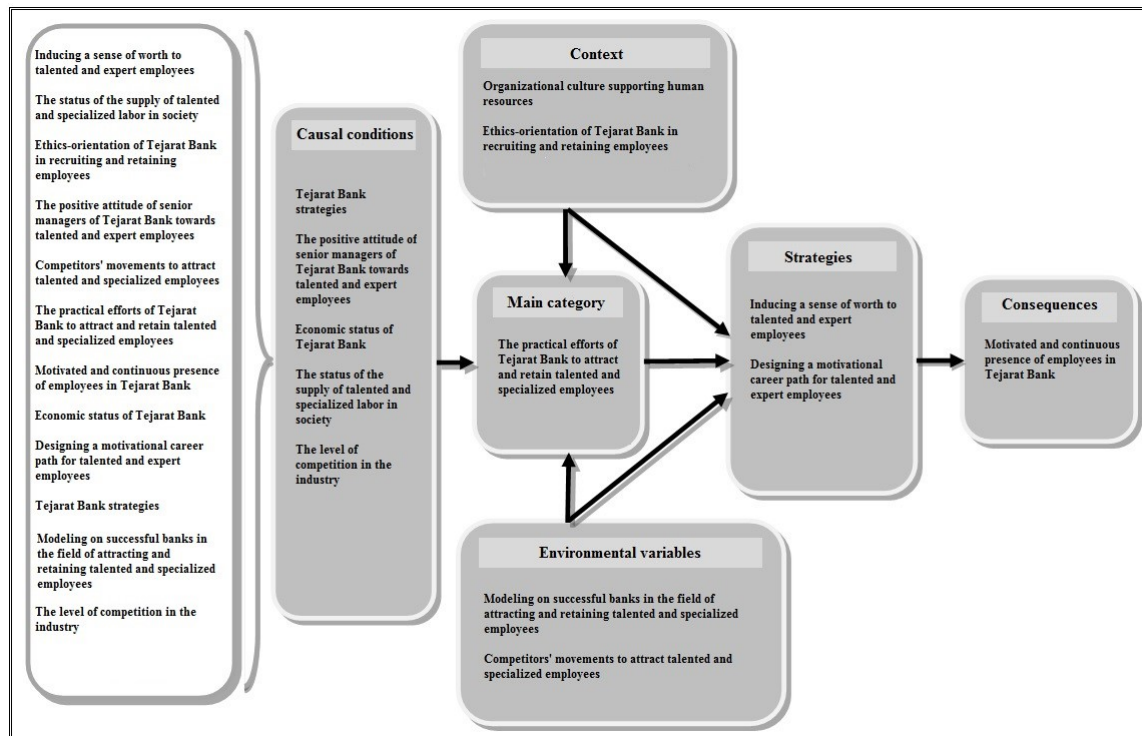 Inducing a sense of worth to
talented and expert employees
The status of the supply of talented
and specialized labor in society
Ethics-orientation of Tejarat Bank
in recruiting and retaining
employees
The positive attitude of senior
managers of Tejarat Bank towards
talented and expert employees
Competitors' movements to attract
talented and specialized employees
The practical efforts of Tejarat
Bank to attract and retain talented
and specialized employees
Motivated and continuous presence
of employees in Tejarat Bank
Economic status of Tejarat Bank
Designing a motivational career
path for talented and expert
employees
Tejarat Bank strategies
Modeling on successful banks in
the field of attracting and
retaining talented and specialized
employees
The level of competition in the
industry
Causal conditions
Tejarat Bank
strategies
The positive attitude of
senior managers of
Tejarat Bank towards
talented and expert
employees
Economic status of
Tejarat Bank
The status of the
supply of talented and
specialized labor in
society
The level of
competition in the
industry
Context
Organizational culture supporting human
resources
Ethics-orientation of Tejarat Bank in
recruiting and retaining employees
Main category
The practical efforts of
Tejarat Bank to attract
and retain talented and
specialized employees
Environmental variables
Modeling on successful banks in the field of
attracting and retaining talented and specialized
employees
Competitors' movements to attract talented and
specialized employees
Strategies
Inducing a sense of worth to
talented and expert
employees
Designing a motivational
career path for talented and
expert employees
Consequences
Motivated and continuous
presence of employees in
Tejarat Bank